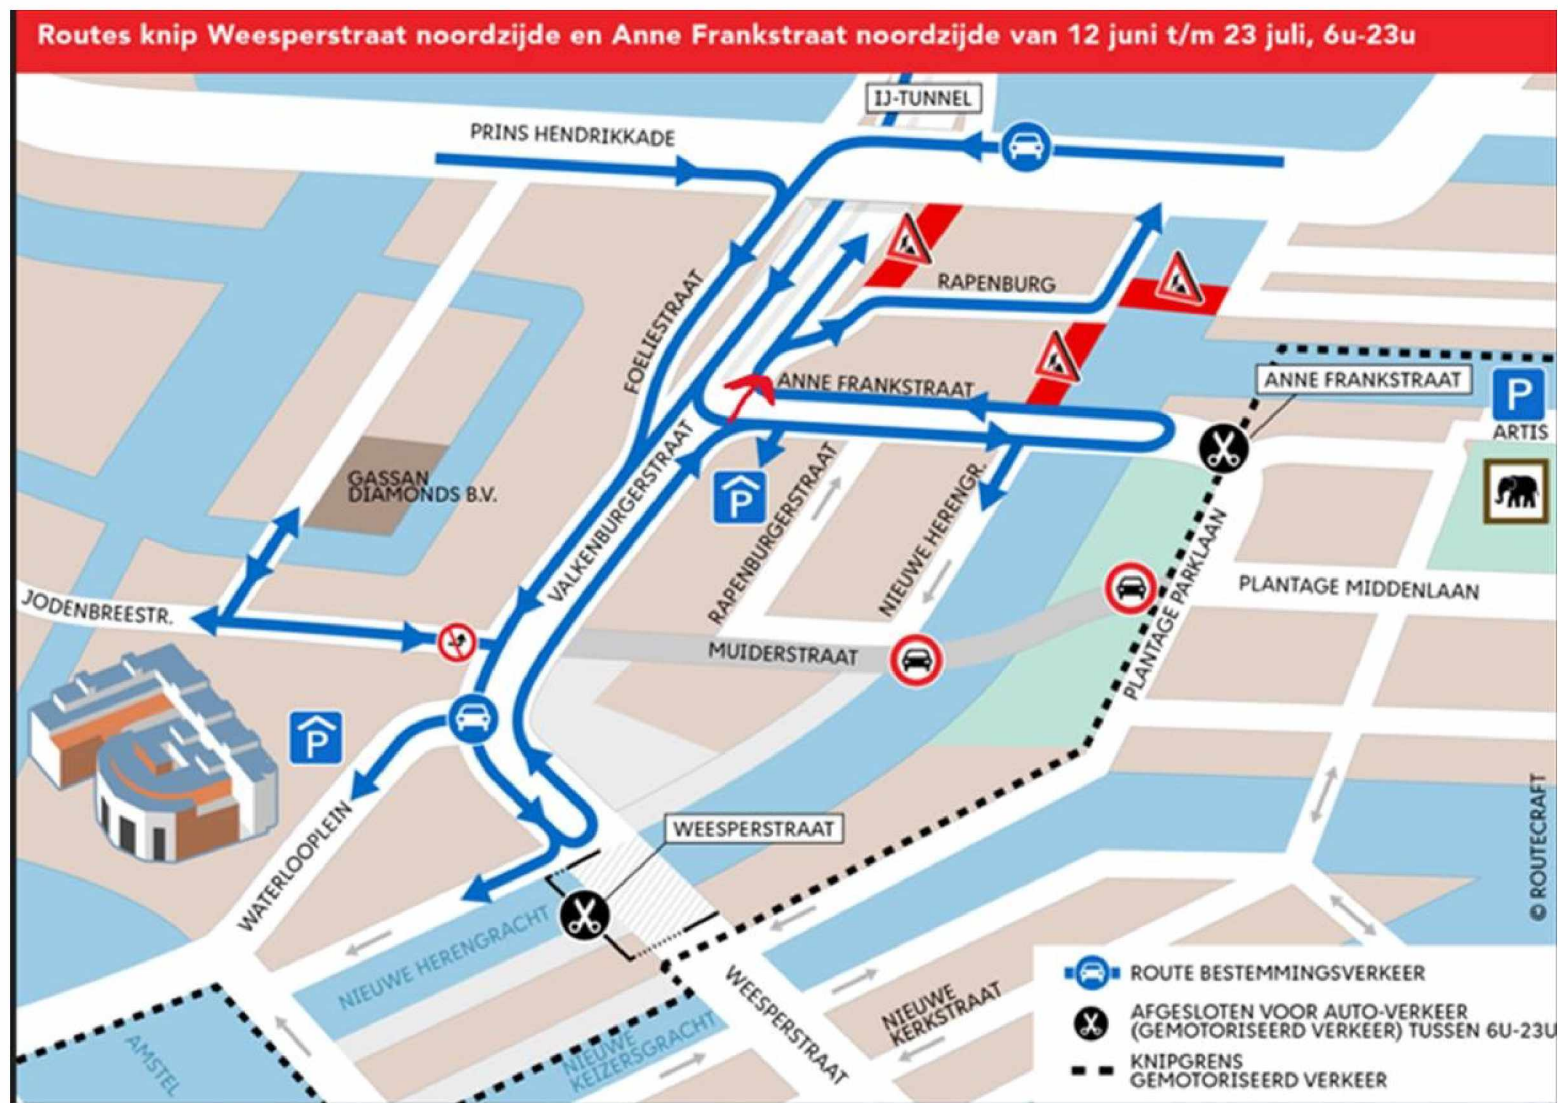 Routes knip Weesperstraat noordzijde en Anne Frankstraat noordzijde van 12 juni t/m 23 juli, 6u-23u
IJ-TUNNEL
PRINS HENDRIKKADE
RAPENBURG
FOELIESTRAAT
ANNE FRANKSTRAAT
ANNE FRANKSTRAAT
P
ARTIS
GASSAN
DIAMONDS B.V.
VALKENBURGERSTRAAT
P
RAPENBURGERSTRAAT
NIEUWE HERENGR.
PLANTAGE PARKLAAN
PLANTAGE MIDDENLAAN
JODENBREESTR.
MUIDERSTRAAT
P
WATERLOOPLEIN
WEESPERSTRAAT
© ROUTECRAFT
NIEUWE HERENGRACHT
WEESPERSTRAAT
NIEUWE
KERKSTRAAT
NIEUWE
KEIZERSGRACHT
AMSTEL
ROUTE BESTEMMINGSVERKEER
AFGESLOTEN VOOR AUTO-VERKEER
(GEMOTORISEERD VERKEER) TUSSEN 6U-23U
KNIPGRENS
GEMOTORISEERD VERKEER